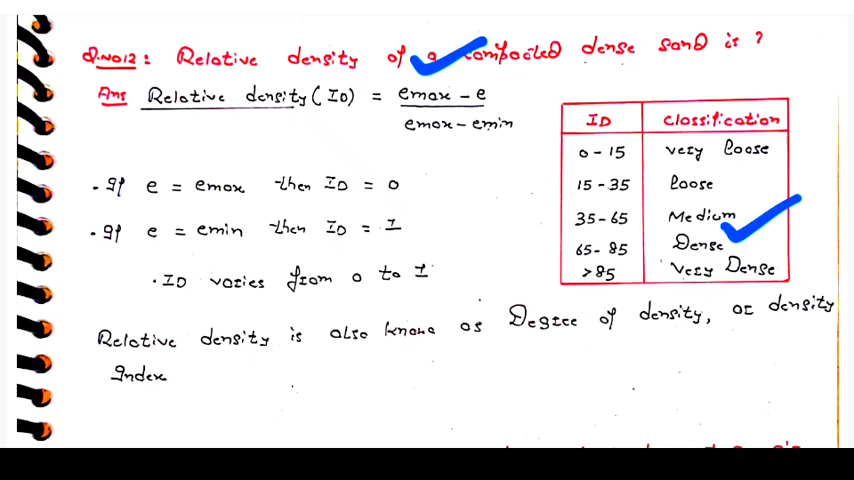 Q.NO12: Relative density of a compacted dense sand is ?
Ans Relative density (ID) = emax - e
emax - emin
ID classification
0 - 15 very loose
15 - 35 loose
35 - 65 Medium
65 - 85 Dense
>85 very Dense
. If e = emax then ID = 0
. If e = emin then ID = 1
. ID varies from 0 to 1
Relative density is also known as Degree of density, or density
Index